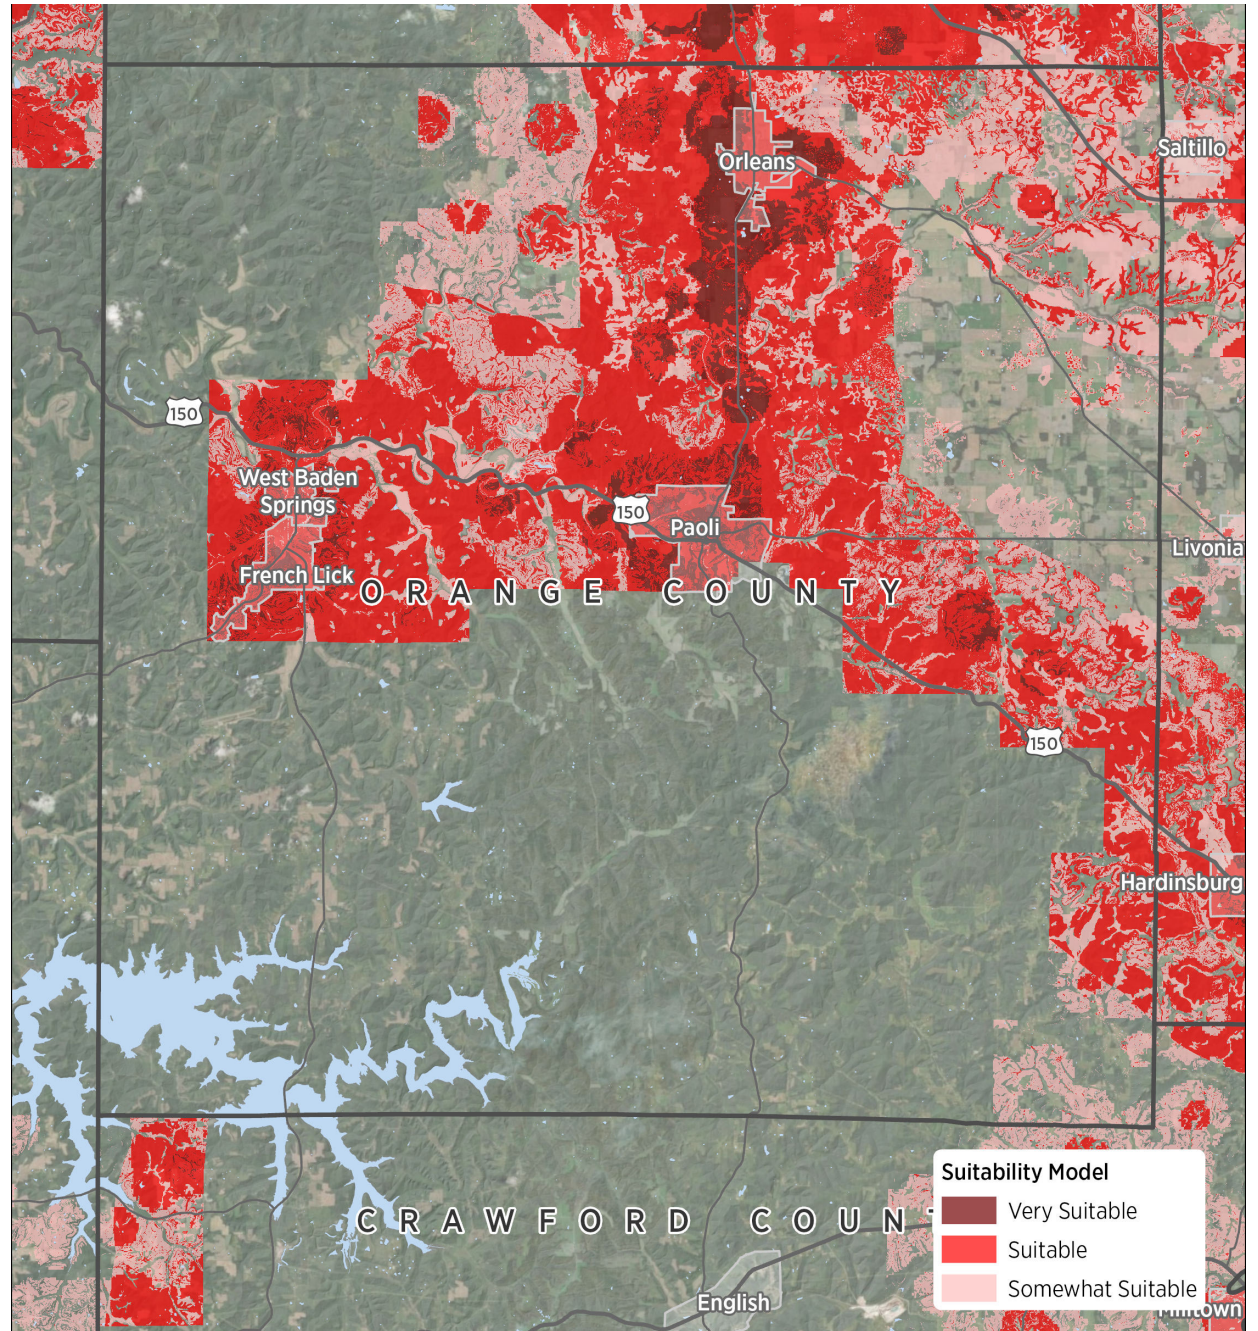 Orleans
Saltillo
150
West Baden
Springs
150
Paoli
Livonia
French Lick
ORANGE COUNTY
150
Hardinsburg
Suitability Model
Very Suitable
Suitable
Somewhat Suitable
CRAWFORD COUN
English